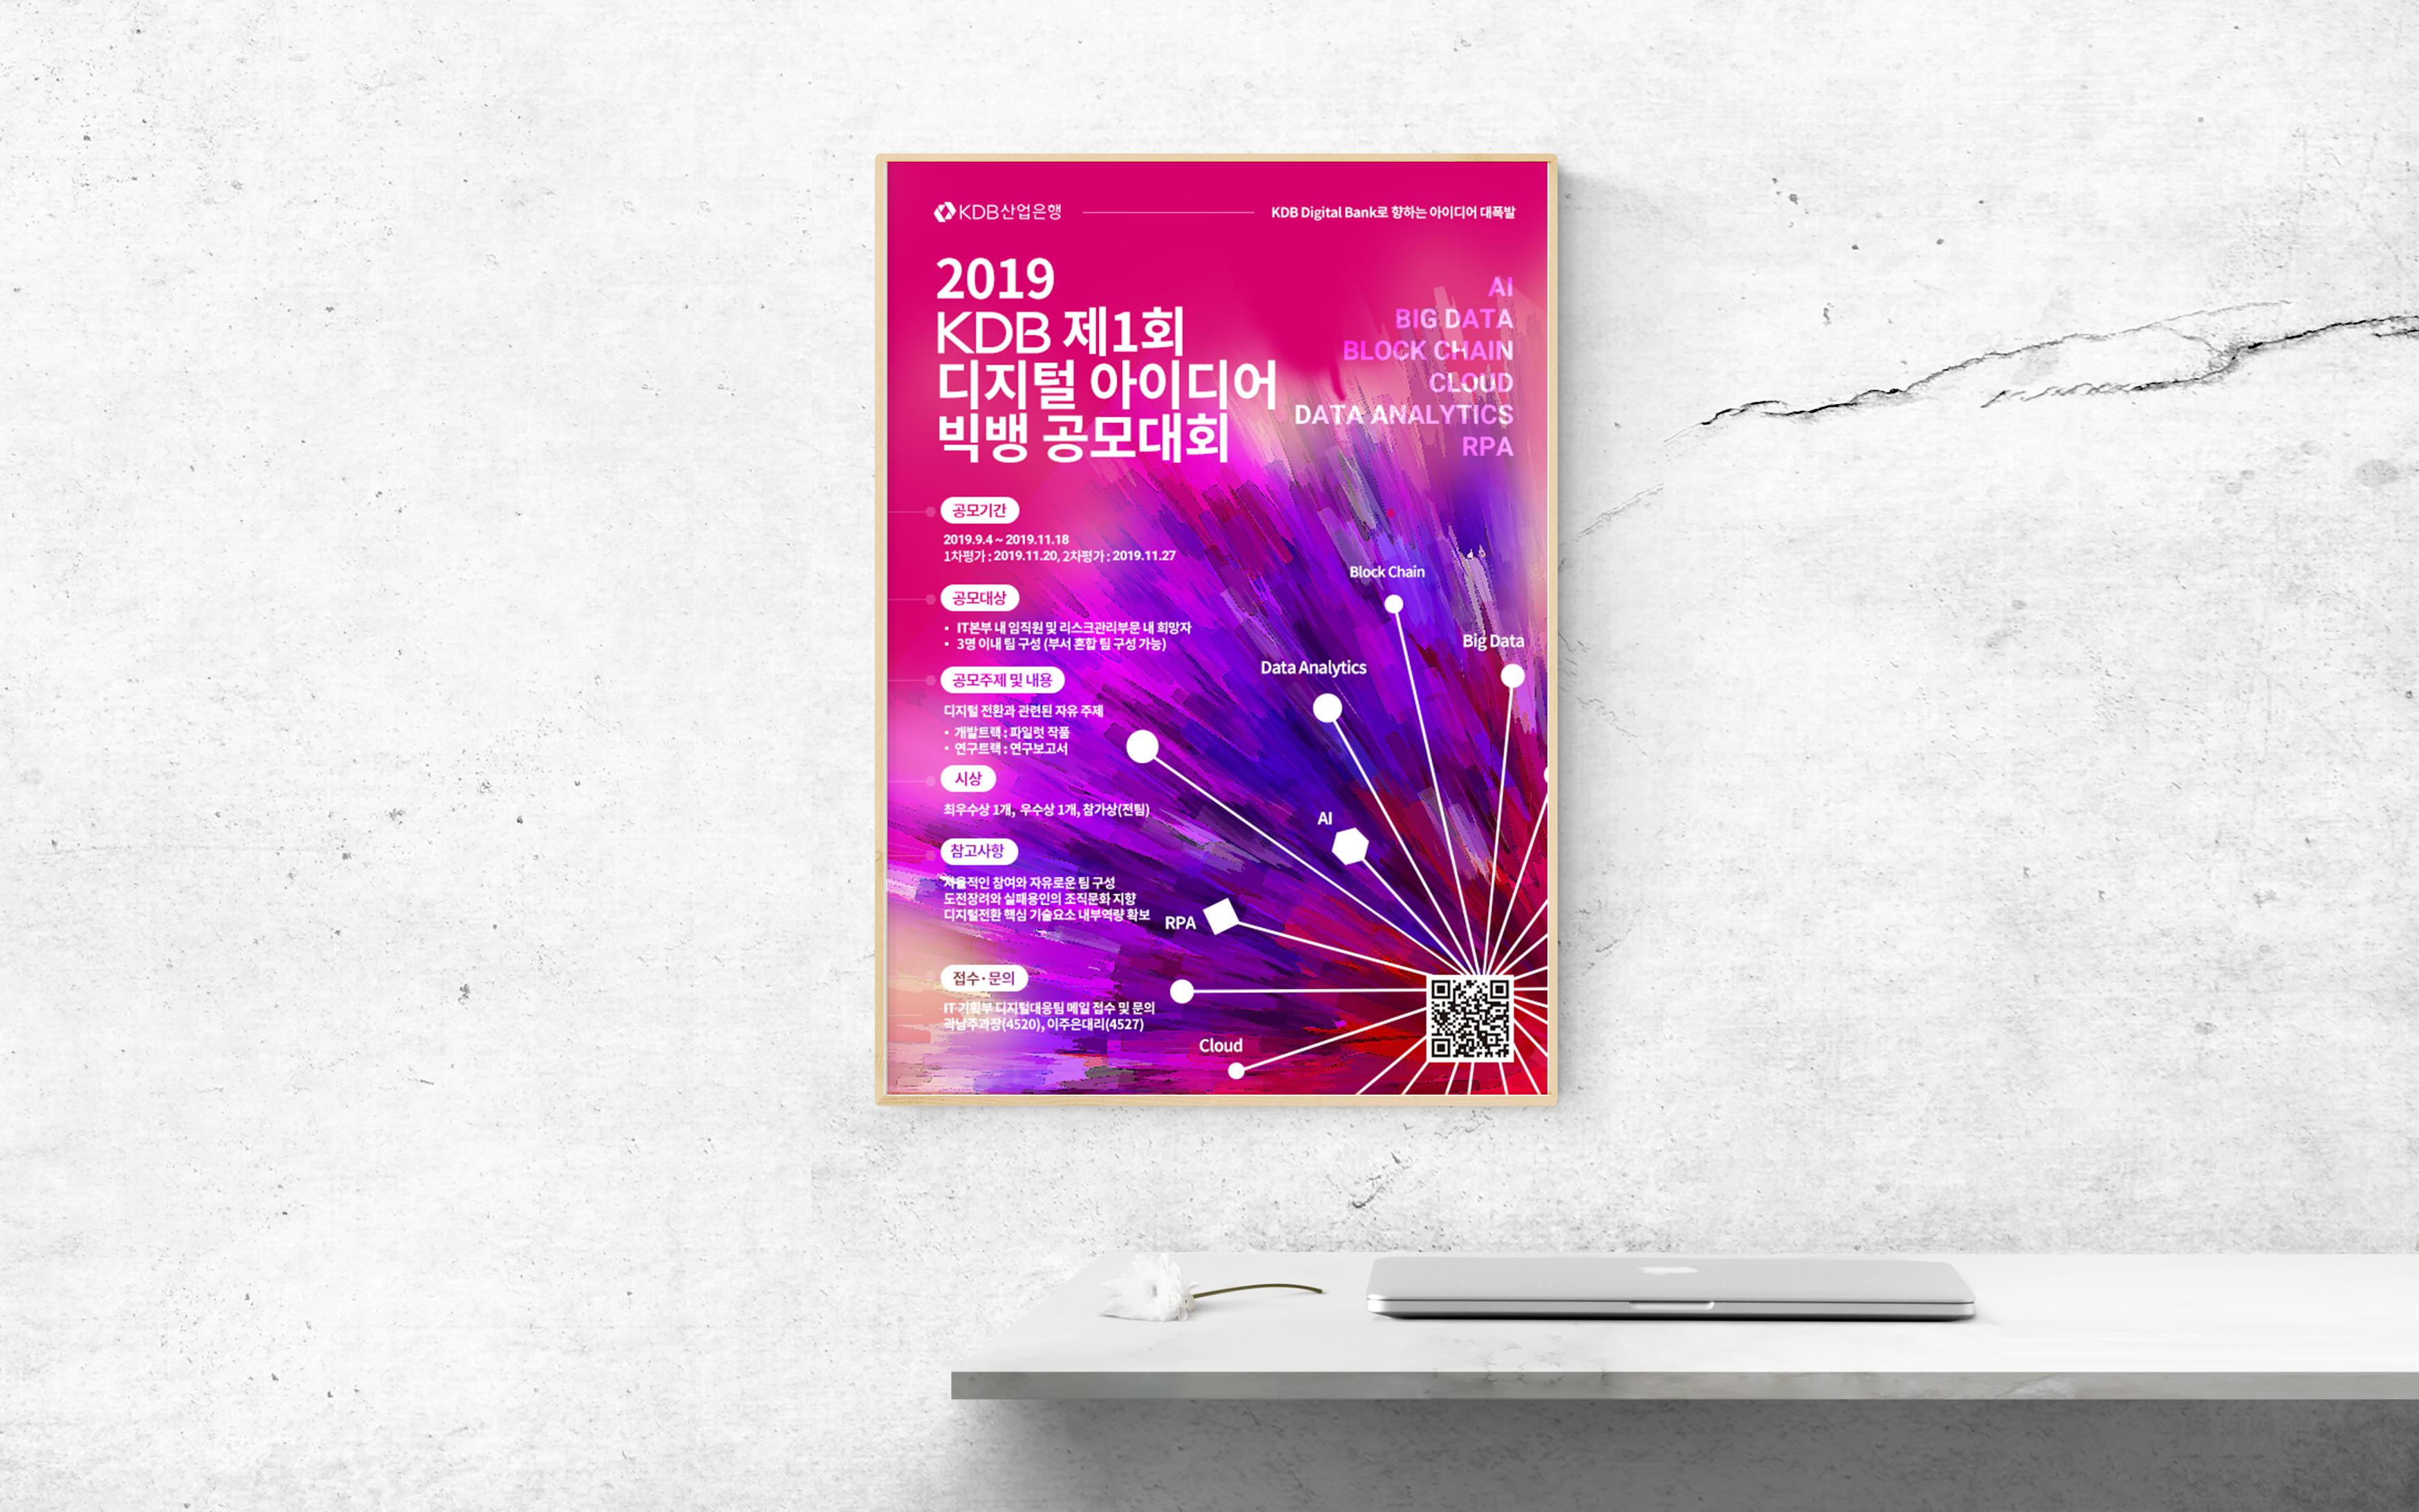 KDB산업은행
KDB Digital Bank로 향하는 아이디어 대폭발
2019
KDB 제1회
디지털 아이디어
빅뱅 공모대회
AI
BIG DATA
BLOCK CHAIN
CLOUD
DATA ANALYTICS
RPA
공모기간
2019.9.4 ~ 2019.11.18
1차평가 : 2019.11.20, 2차평가 : 2019.11.27
공모대상
• IT본부 내 임직원 및 리스크관리부문 내 희망자
• 3명 이내 팀 구성 (부서 혼합 팀 구성 가능)
공모주제 및 내용
디지털 전환과 관련된 자유 주제
• 개발트랙 : 파일럿 작품
• 연구트랙 : 연구보고서
시상
최우수상 1개, 우수상 1개, 참가상(전팀)
참고사항
자율적인 참여와 자유로운 팀 구성
도전장려와 실패용인의 조직문화 지향
디지털전환 핵심 기술요소 내부역량 확보
접수·문의
IT 기획부 디지털대응팀 메일 접수 및 문의
곽남주과장(4520), 이주은대리(4527)
Block Chain
Big Data
Data Analytics
AI
RPA
Cloud